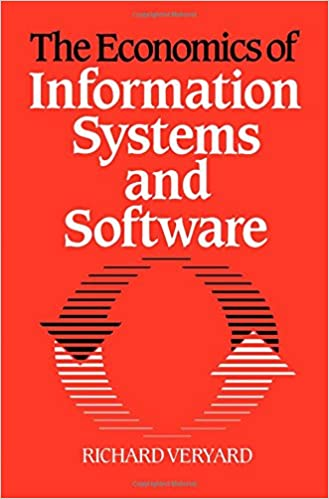 The Economics of
Information
Systems and
Software
RICHARD VERYARD